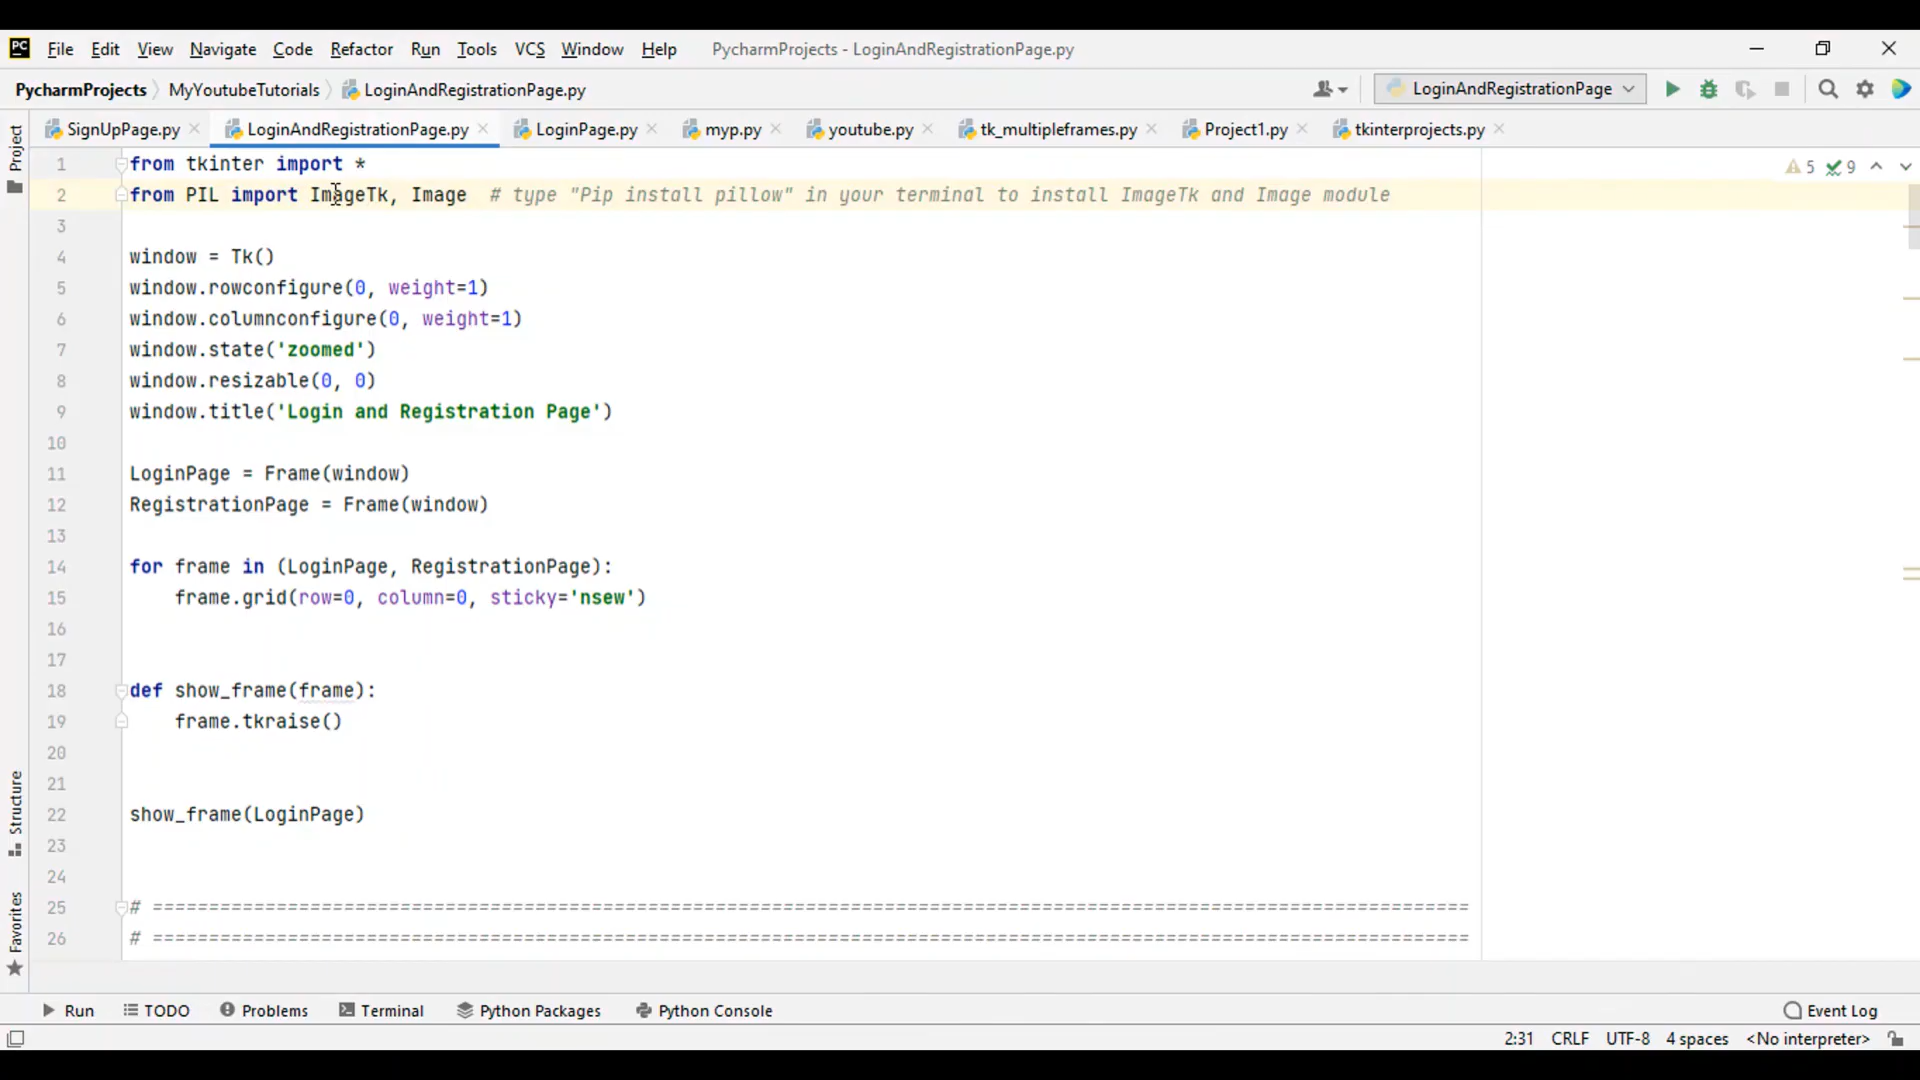 PC File Edit View Navigate Code Refactor Run Tools VCS Window Help PycharmProjects - LoginAndRegistrationPage.py
PycharmProjects MyYoutubeTutorials LoginAndRegistrationPage.py LoginAndRegistrationPage
SignUpPage.py LoginAndRegistrationPage.py LoginPage.py myp.py youtube.py tk_multipleframes.py Project1.py tkinterprojects.py
Project
1 from tkinter import * 5 9
2 from PIL import ImageTk, Image # type "Pip install pillow" in your terminal to install ImageTk and Image module
3
4 window = Tk()
5 window.rowconfigure(0, weight=1)
6 window.columnconfigure(0, weight=1)
7 window.state('zoomed')
8 window.resizable(0, 0)
9 window.title('Login and Registration Page')
10
11 LoginPage = Frame(window)
12 RegistrationPage = Frame(window)
13
14 for frame in (LoginPage, RegistrationPage):
15 frame.grid(row=0, column=0, sticky='nsew')
16
17
18 def show_frame(frame):
19 frame.tkraise()
20
21
22 show_frame(LoginPage)
23
24
25 # =====================================================================================================================
26 # =====================================================================================================================
Structure
Favorites
Run TODO Problems Terminal Python Packages Python Console Event Log
2:31 CRLF UTF-8 4 spaces <No interpreter>